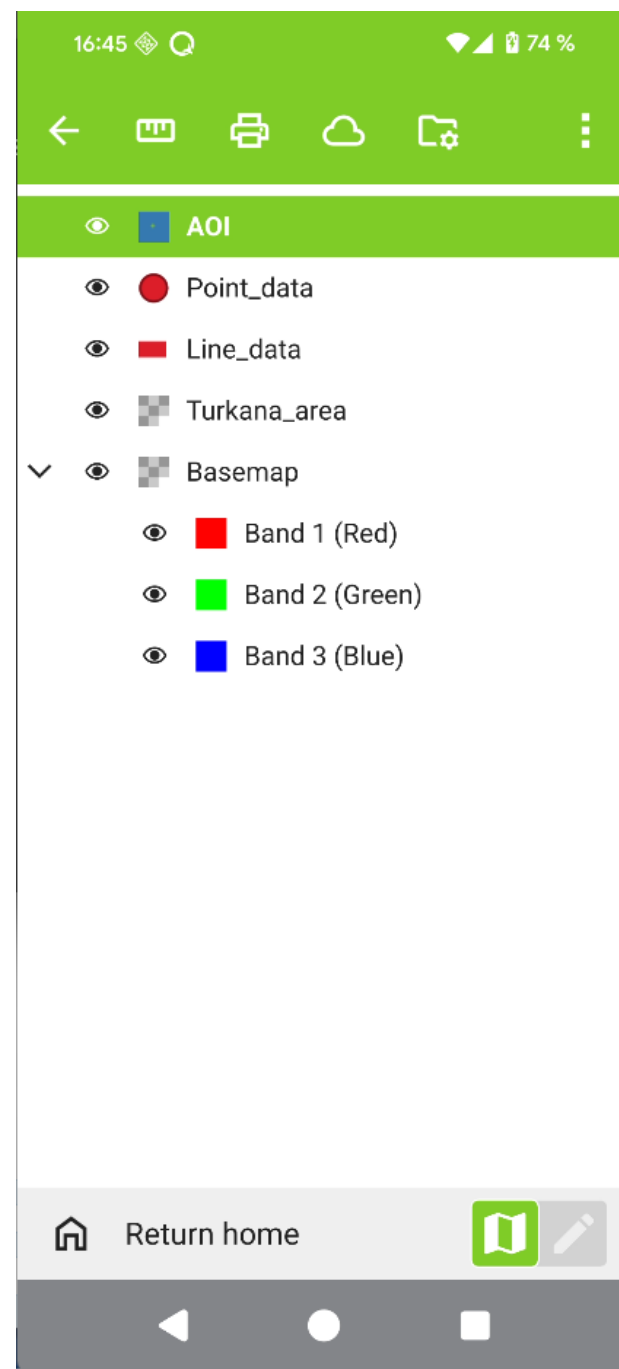 16:45 74 %
AOI
Point_data
Line_data
Turkana_area
Basemap
Band 1 (Red)
Band 2 (Green)
Band 3 (Blue)
Return home